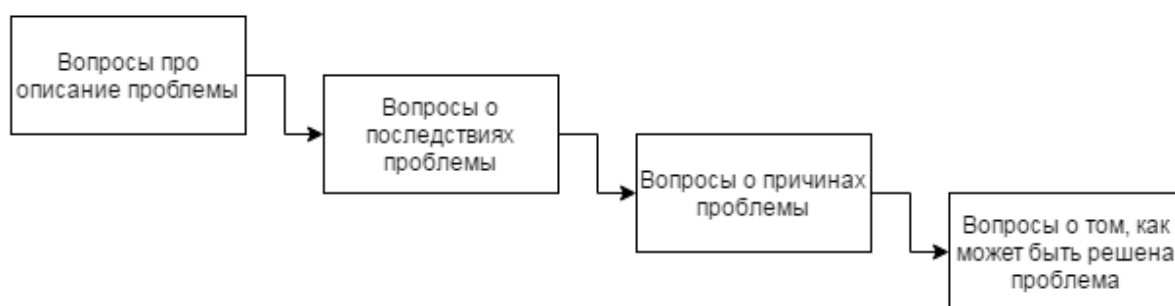 Вопросы про
описание проблемы
Вопросы о
последствиях
проблемы
Вопросы о причинах
проблемы
Вопросы о том, как
может быть решена
проблема